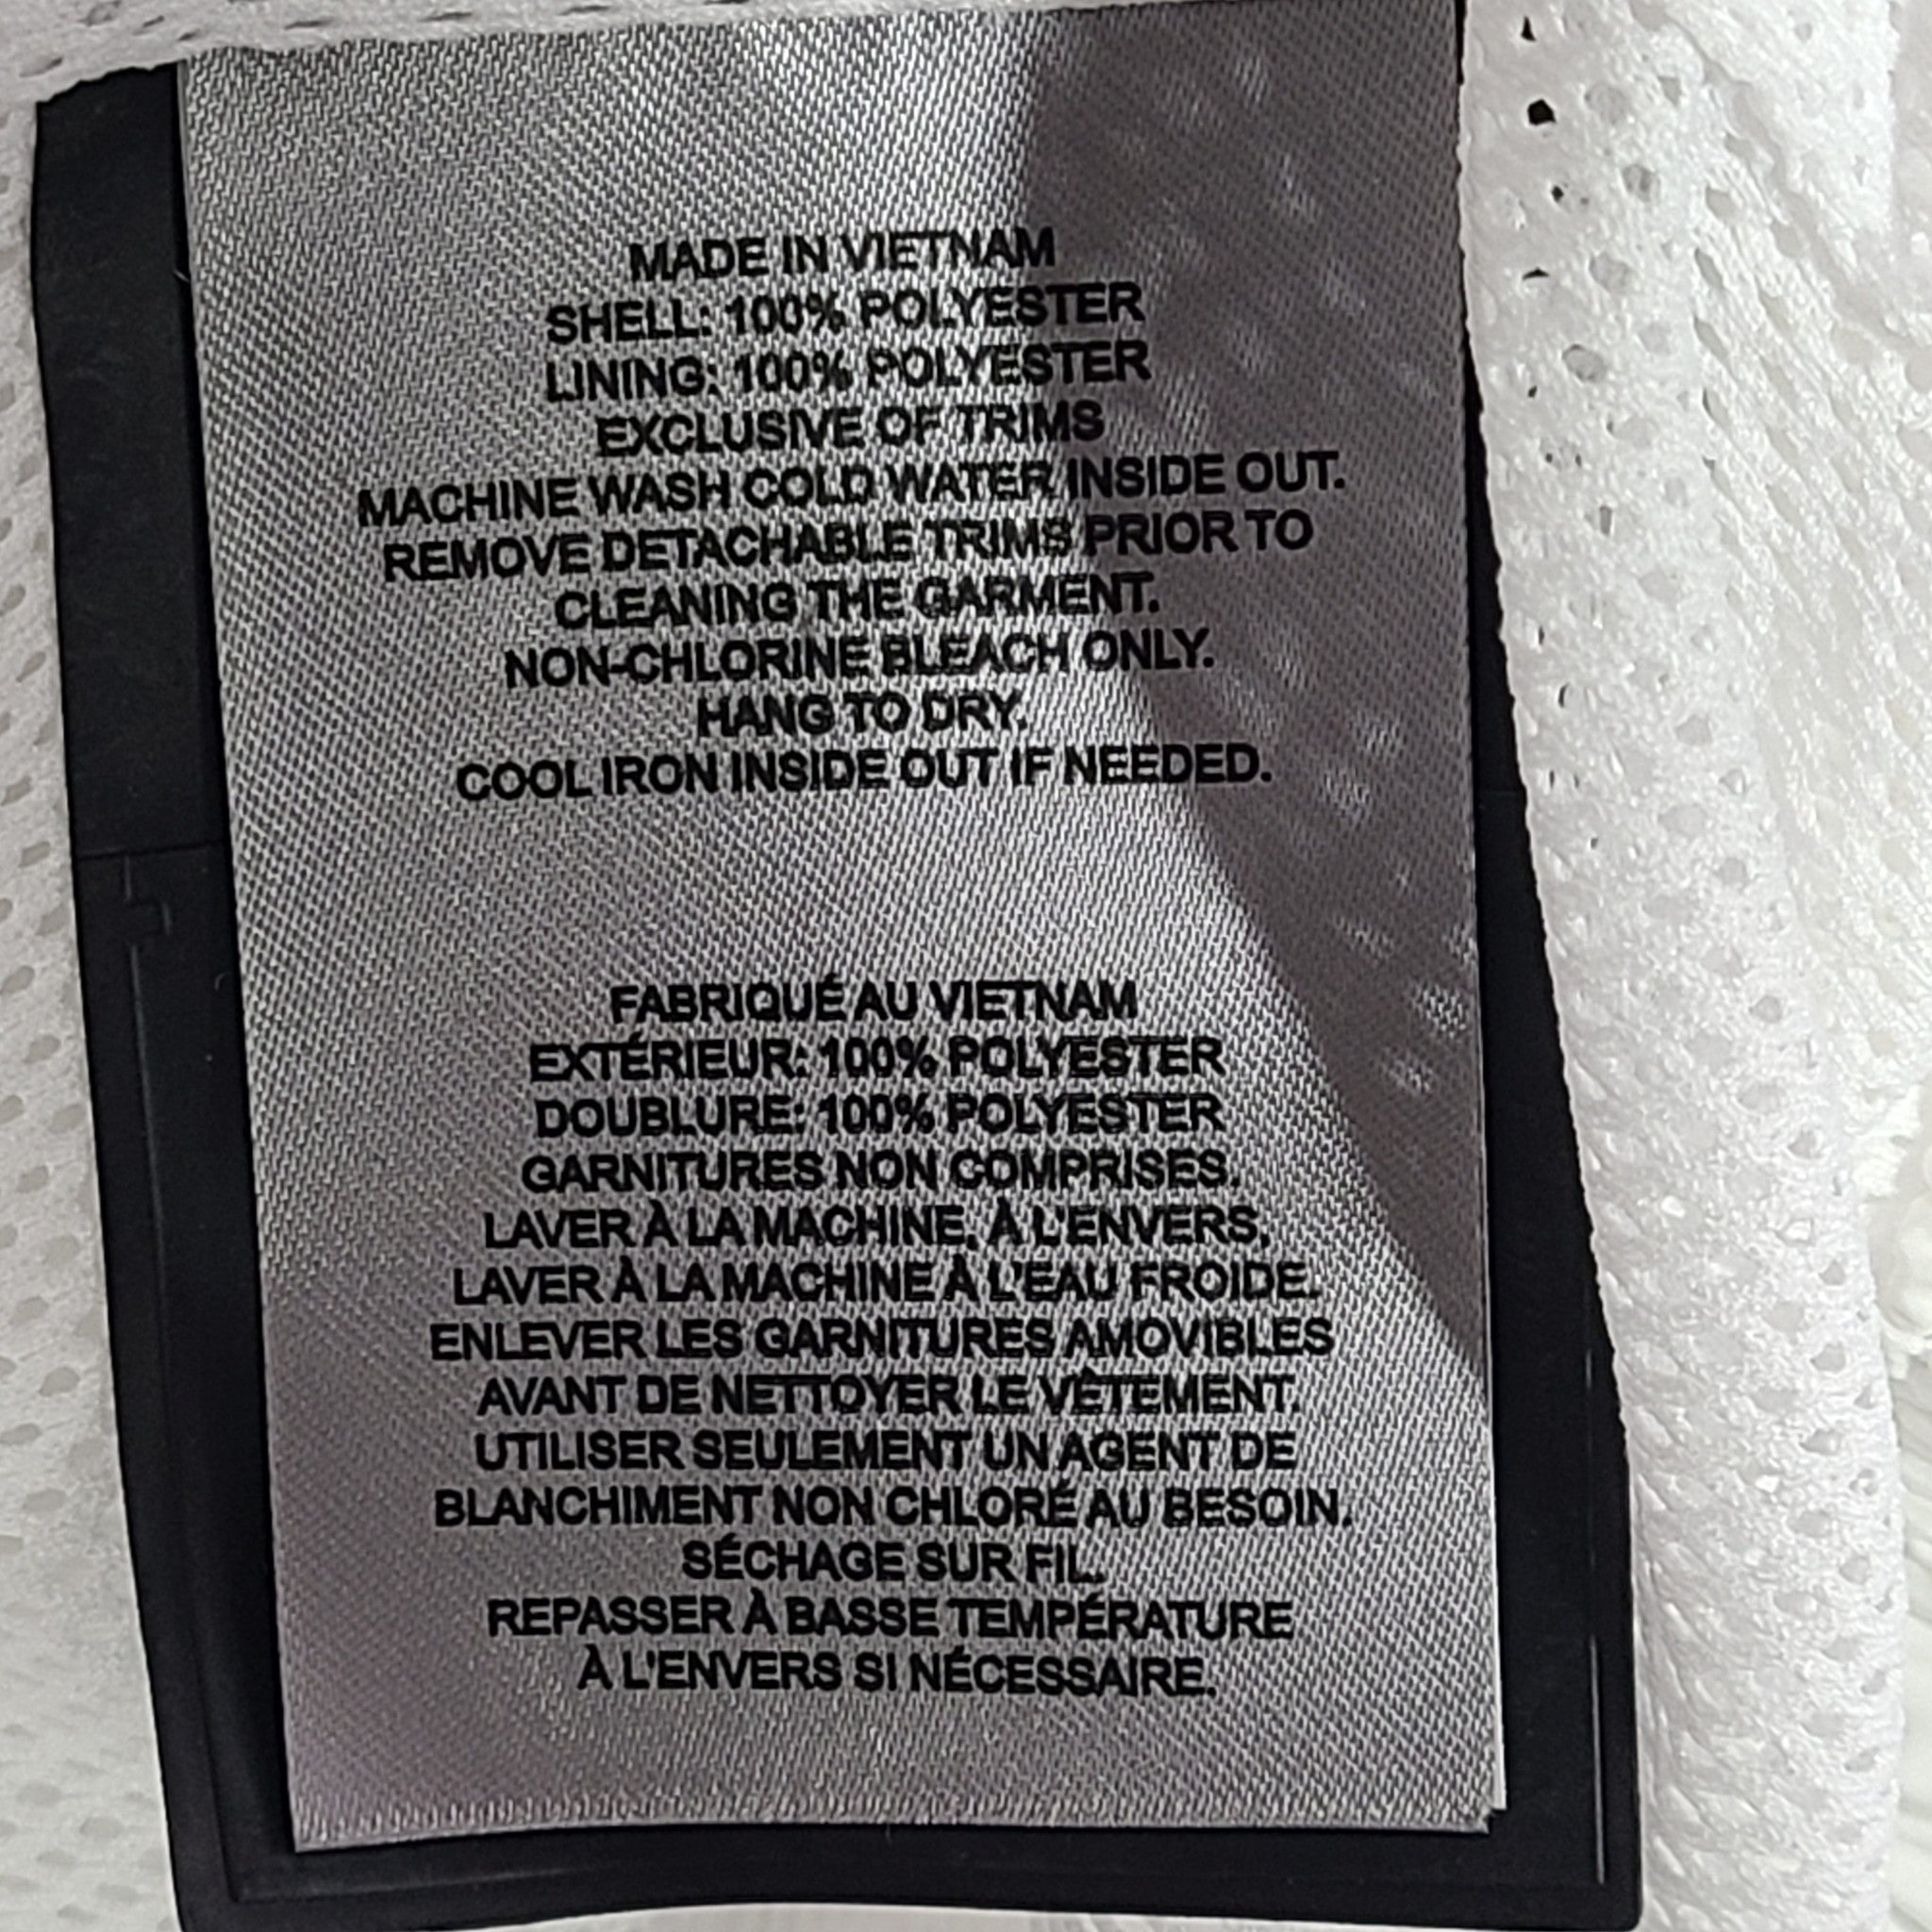 MADE IN VIETNAM
SHELL: 100% POLYESTER
LINING: 100% POLYESTER
EXCLUSIVE OF TRIMS
MACHINE WASH COLD WATER INSIDE OUT.
REMOVE DETACHABLE TRIMS PRIOR TO
CLEANING THE GARMENT.
NON-CHLORINE BLEACH ONLY.
HANG TO DRY.
COOL IRON INSIDE OUT IF NEEDED.
FABRIQUÉ AU VIETNAM
EXTÉRIEUR: 100% POLYESTER
DOUBLURE: 100% POLYESTER
GARNITURES NON COMPRISES.
LAVER À LA MACHINE, À L'ENVERS,
LAVER À LA MACHINE À L'EAU FROIDE.
ENLEVER LES GARNITURES AMOVIBLES
AVANT DE NETTOYER LE VÊTEMENT.
UTILISER SEULEMENT UN AGENT DE
BLANCHIMENT NON CHLORÉ AU BESOIN.
SÉCHAGE SUR FIL.
REPASSER À BASSE TEMPÉRATURE
À L'ENVERS SI NÉCESSAIRE.